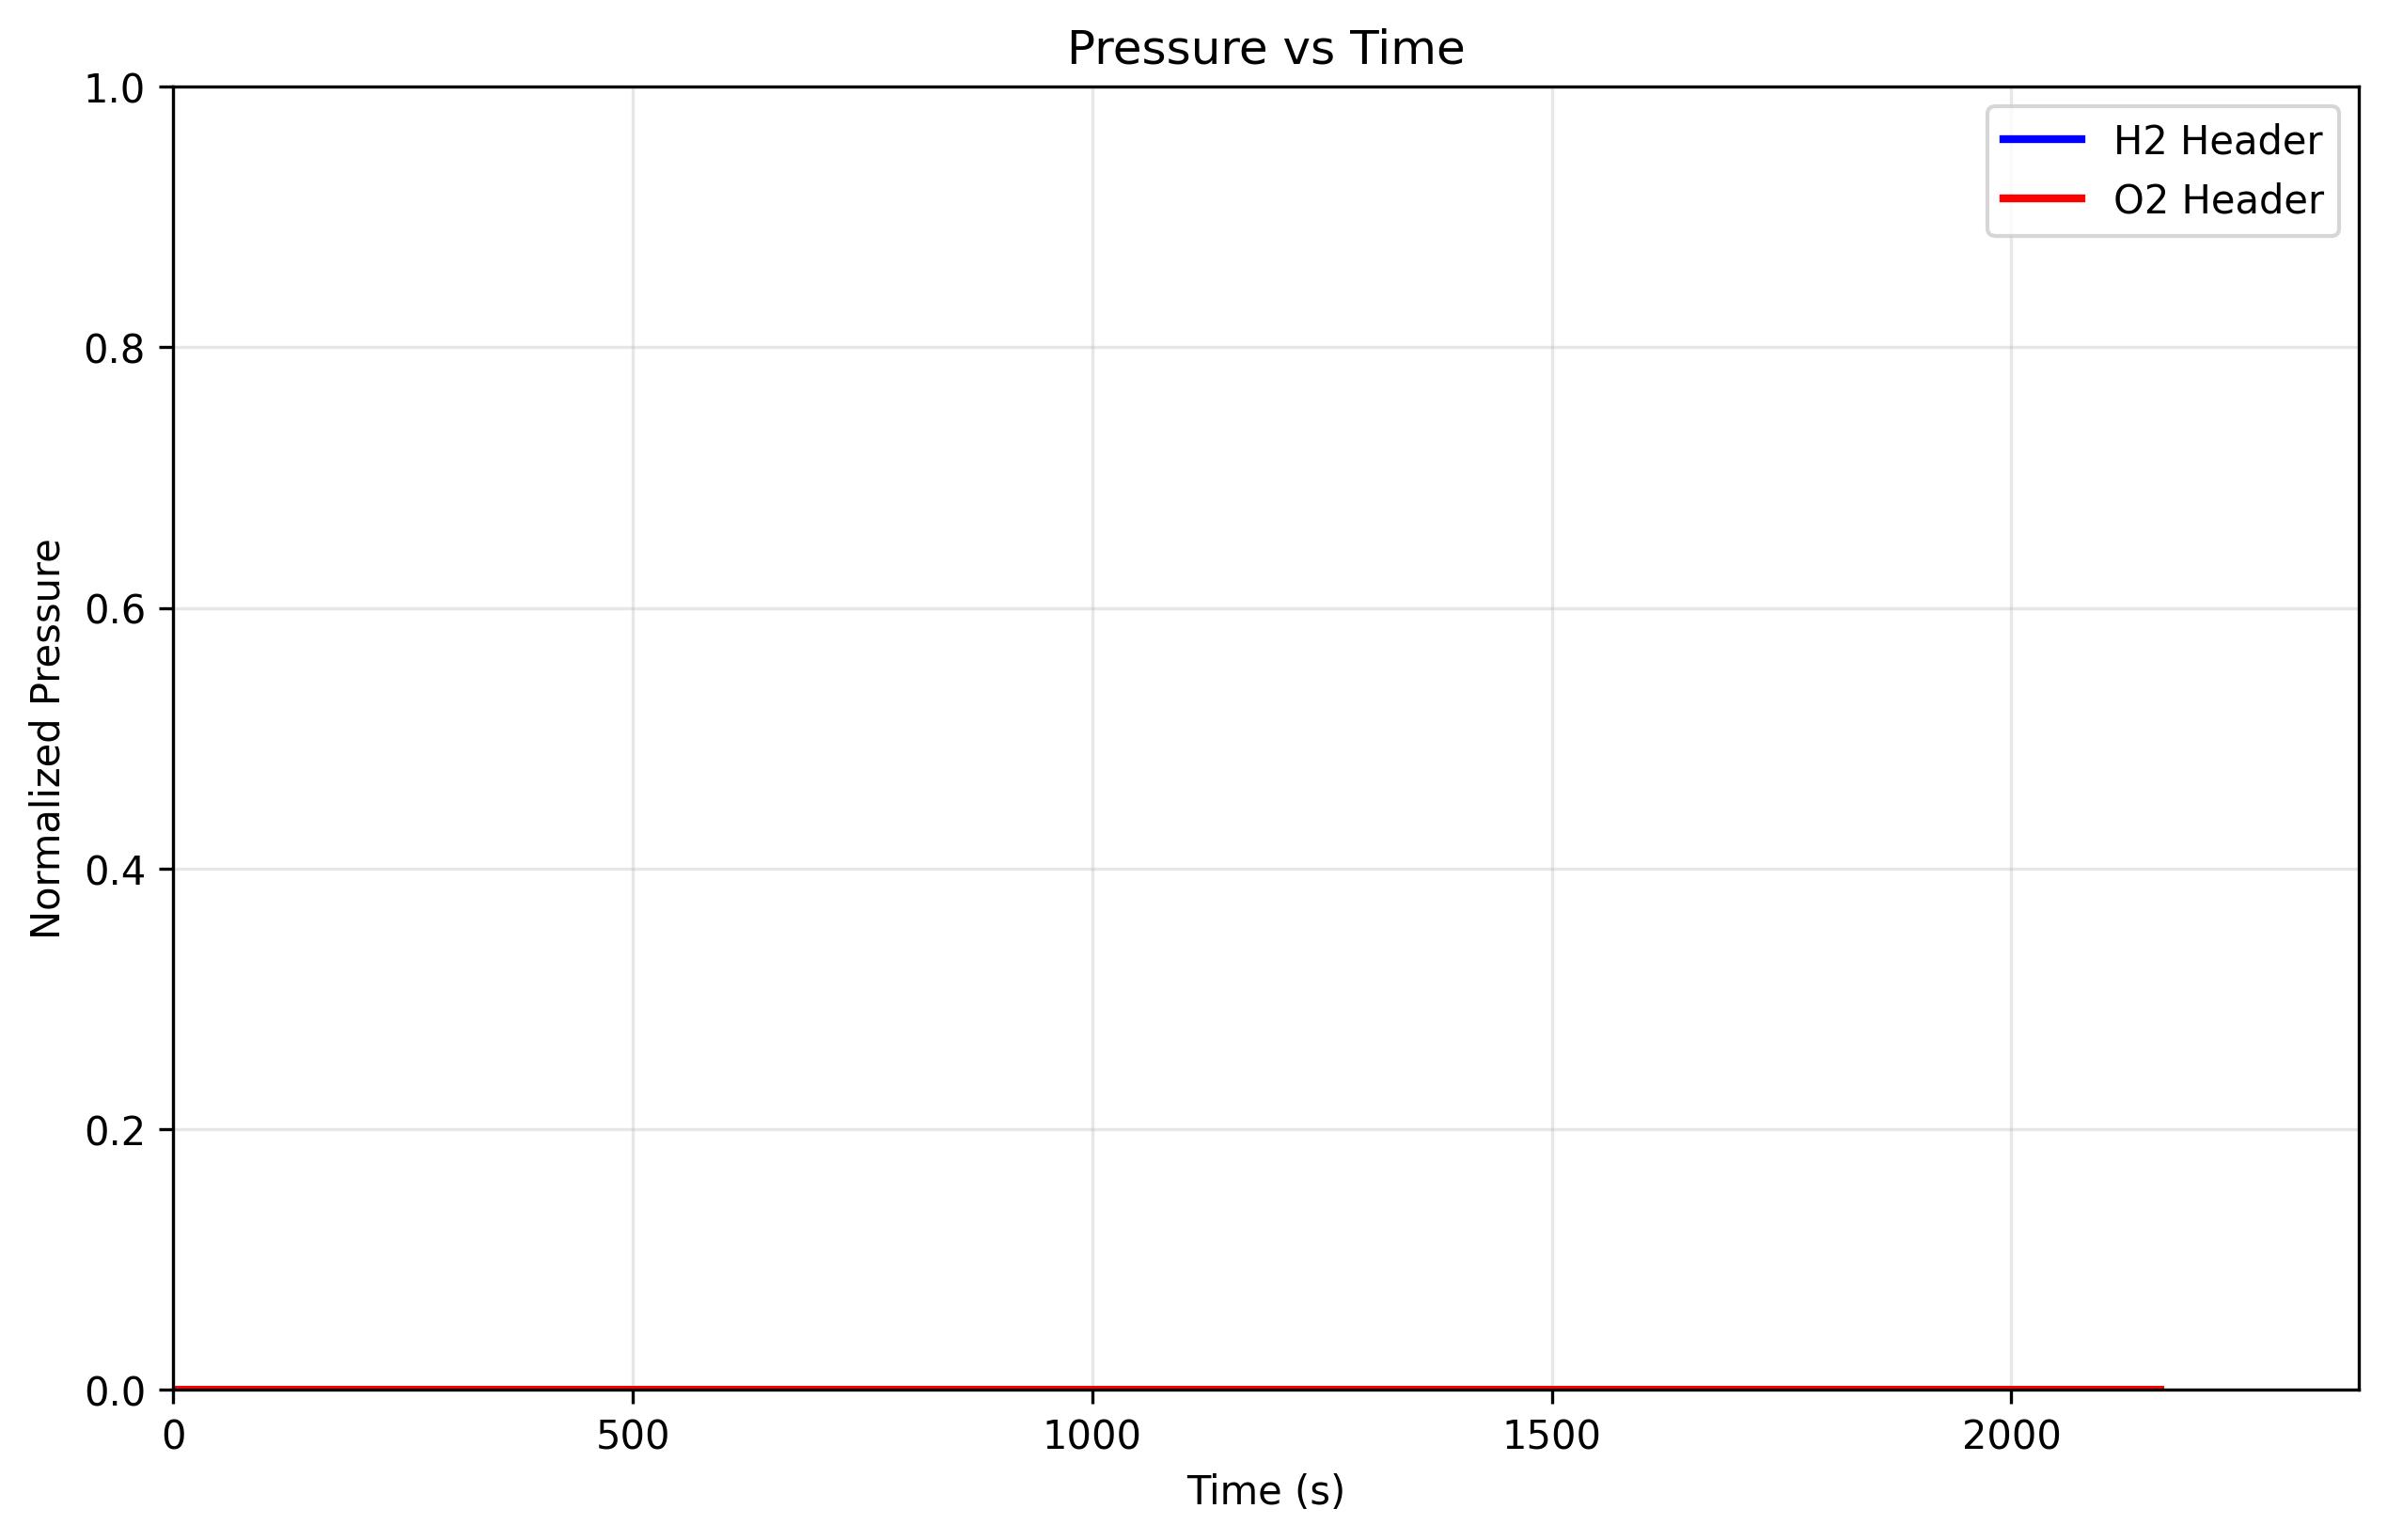 Pressure vs Time
1.0
H2 Header
O2 Header
0.8
0.6
Normalized Pressure
0.4
0.2
0.0
0 500 1000 1500 2000
Time (s)